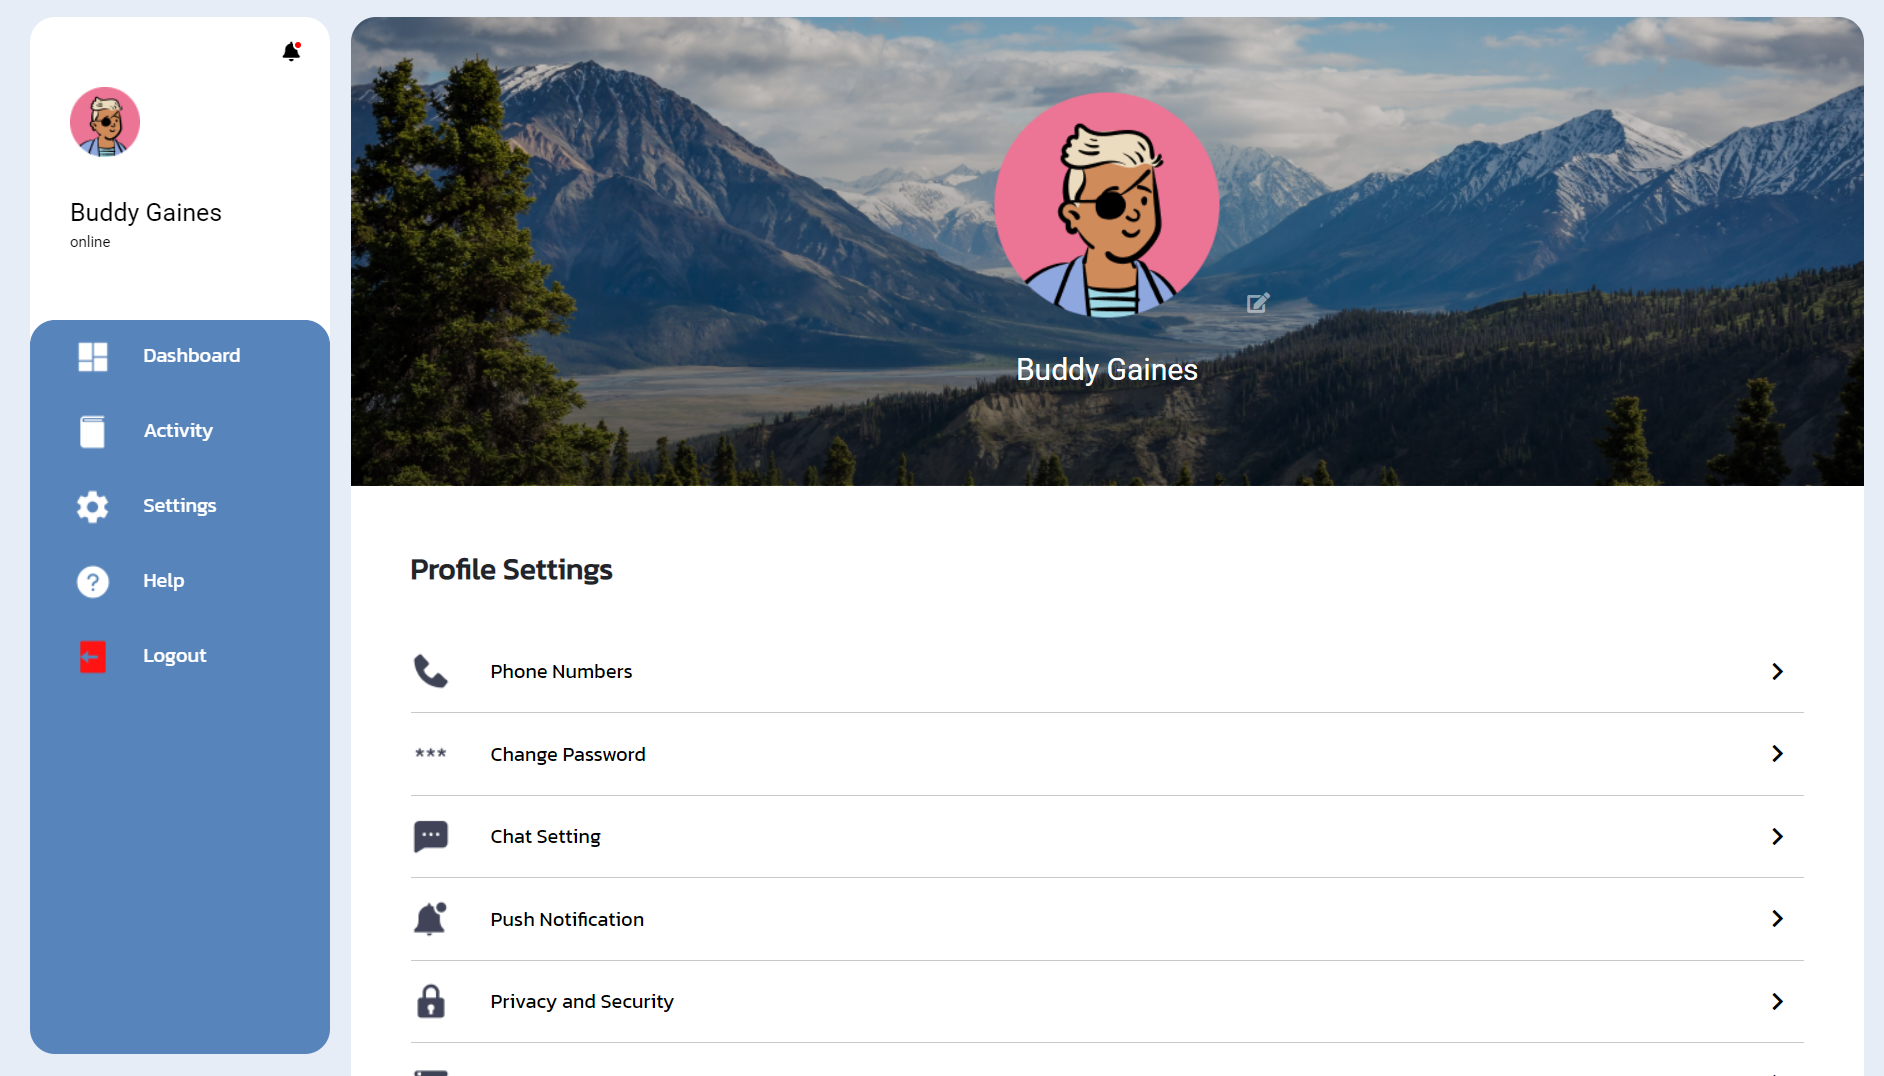 Buddy Gaines
online
Dashboard
Activity
Settings
Help
Logout
Buddy Gaines
Profile Settings
Phone Numbers
*** Change Password
Chat Setting
Push Notification
Privacy and Security